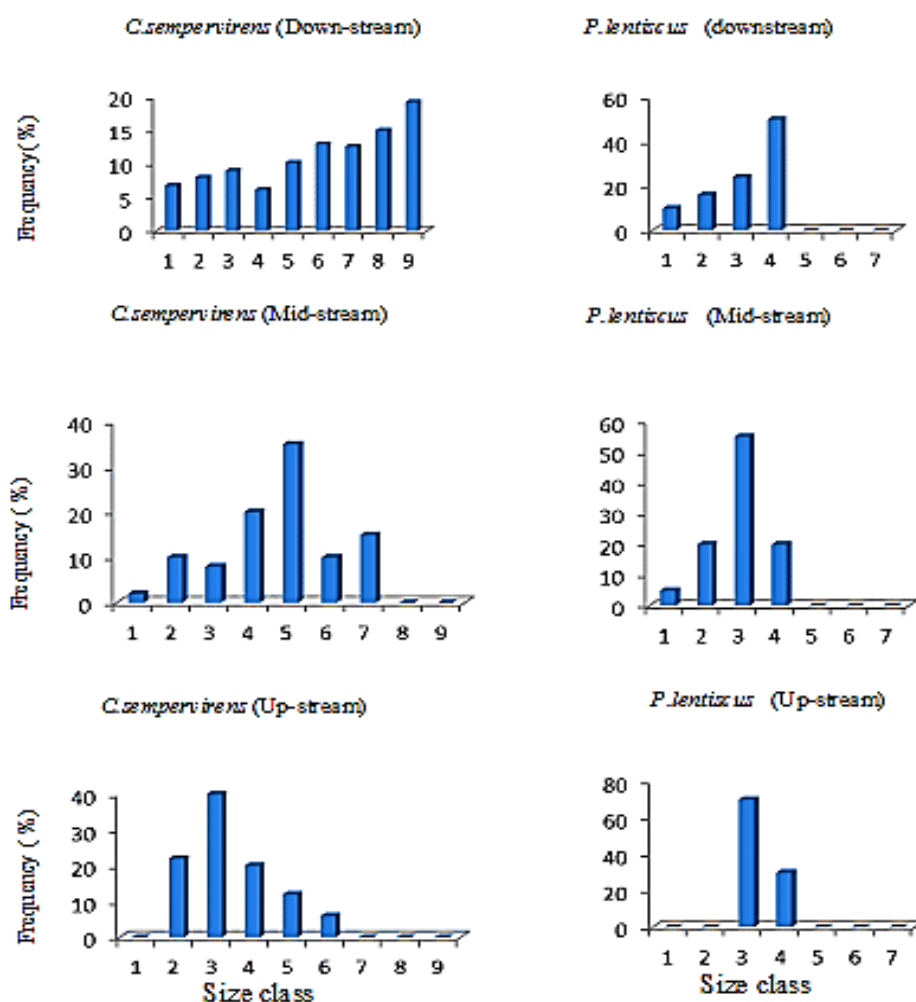 C.sempervirens (Down-stream)
P.lentiscus (downstream)
Frequency(%)
20
15
10
5
0
1 2 3 4 5 6 7 8 9
60
40
20
0
1 2 3 4 5 6 7
C.sempervirens (Mid-stream)
P.lentiscus (Mid-stream)
Frequency (%)
40
30
20
10
0
1 2 3 4 5 6 7 8 9
60
50
40
30
20
10
0
1 2 3 4 5 6 7
C.sempervirens (Up-stream)
P.lentiscus (Up-stream)
Frequency (%)
40
30
20
10
0
1 2 3 4 5 6 7 8 9
Size class
80
60
40
20
0
1 2 3 4 5 6 7
Size class